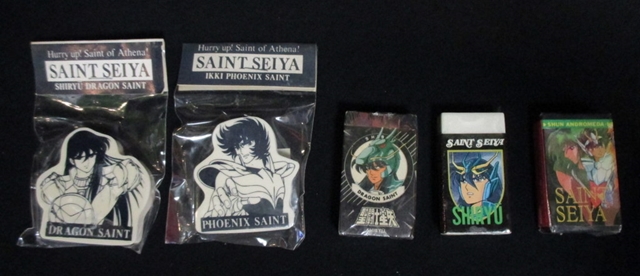 Hurry up! Saint of Athena!
SAINT SEIYA
SHIRYU DRAGON SAINT
DRAGON SAINT
Hurry up! Saint of Athena!
SAINT SEIYA
IKKI PHOENIX SAINT
PHOENIX SAINT
DRAGON SAINT
SAINT SEIYA
SHIRYU
SHUN ANDROMEDA
SAINT
SEIYA